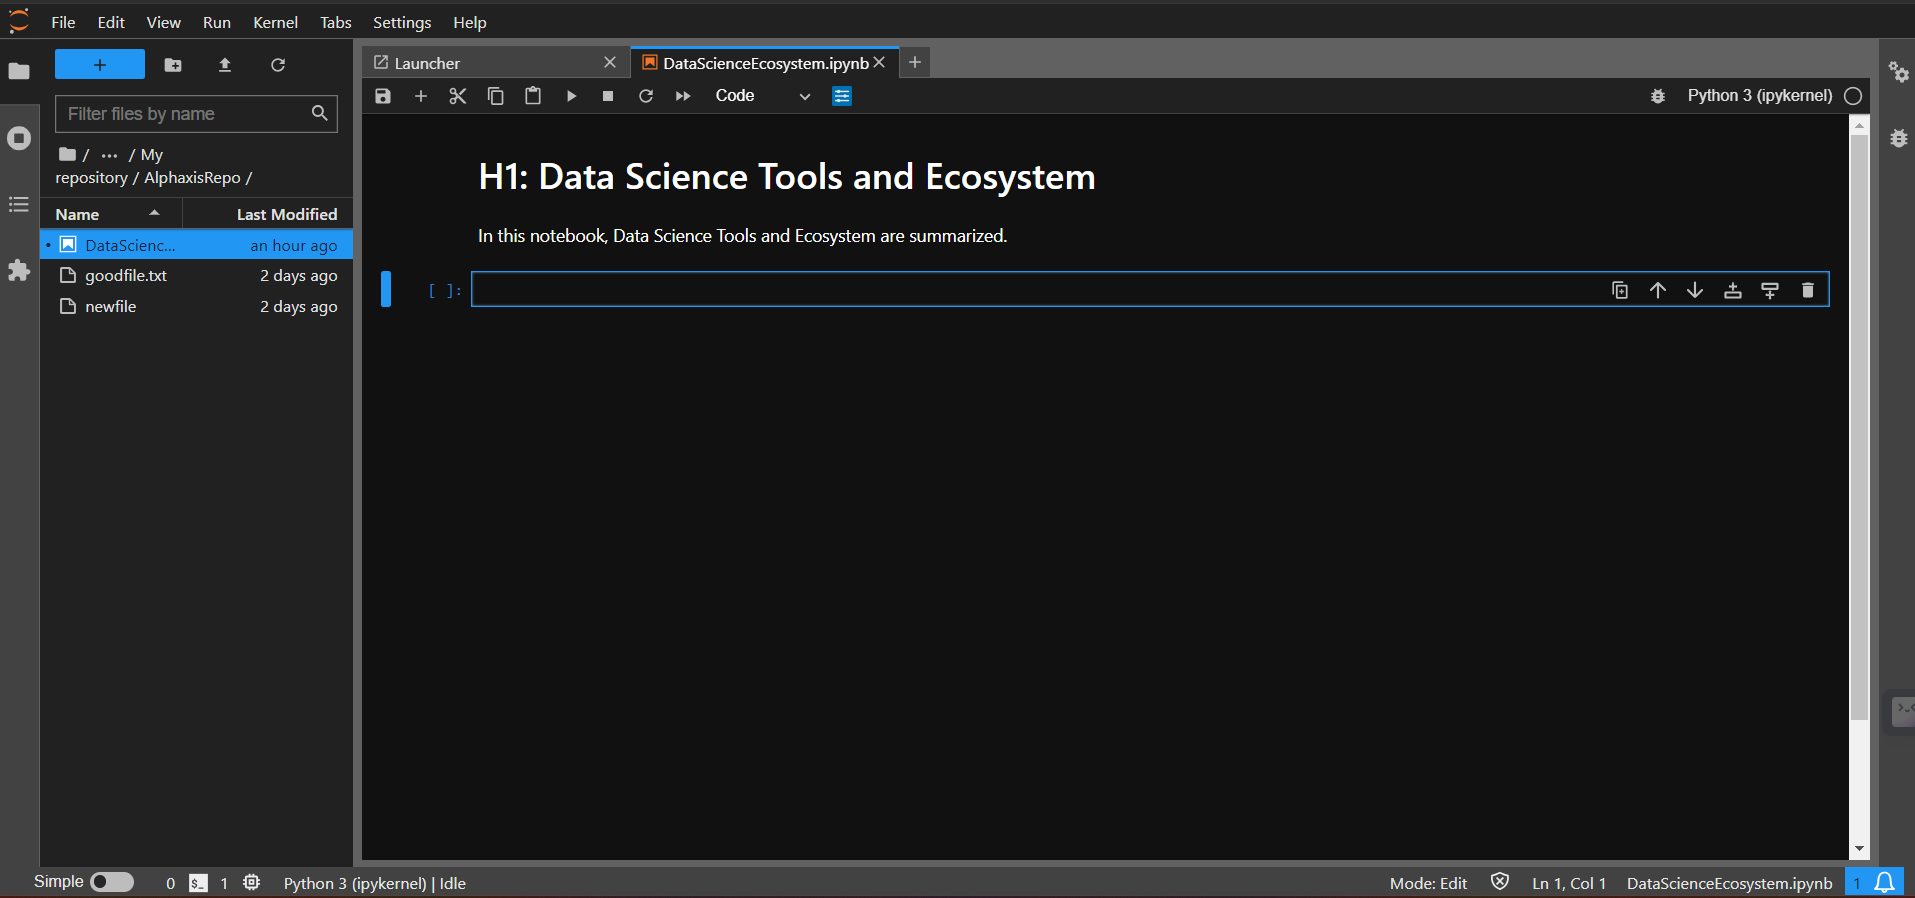 File Edit View Run Kernel Tabs Settings Help
+
Filter files by name
/ ... / My
repository / AlphaxisRepo /
Name Last Modified
• DataScienc... an hour ago
goodfile.txt 2 days ago
newfile 2 days ago
Launcher
DataScienceEcosystem.ipynb
Code
Python 3 (ipykernel)
H1: Data Science Tools and Ecosystem
In this notebook, Data Science Tools and Ecosystem are summarized.
[ ]:
Simple 0 $_ 1 Python 3 (ipykernel) | Idle
Mode: Edit Ln 1, Col 1 DataScienceEcosystem.ipynb 1